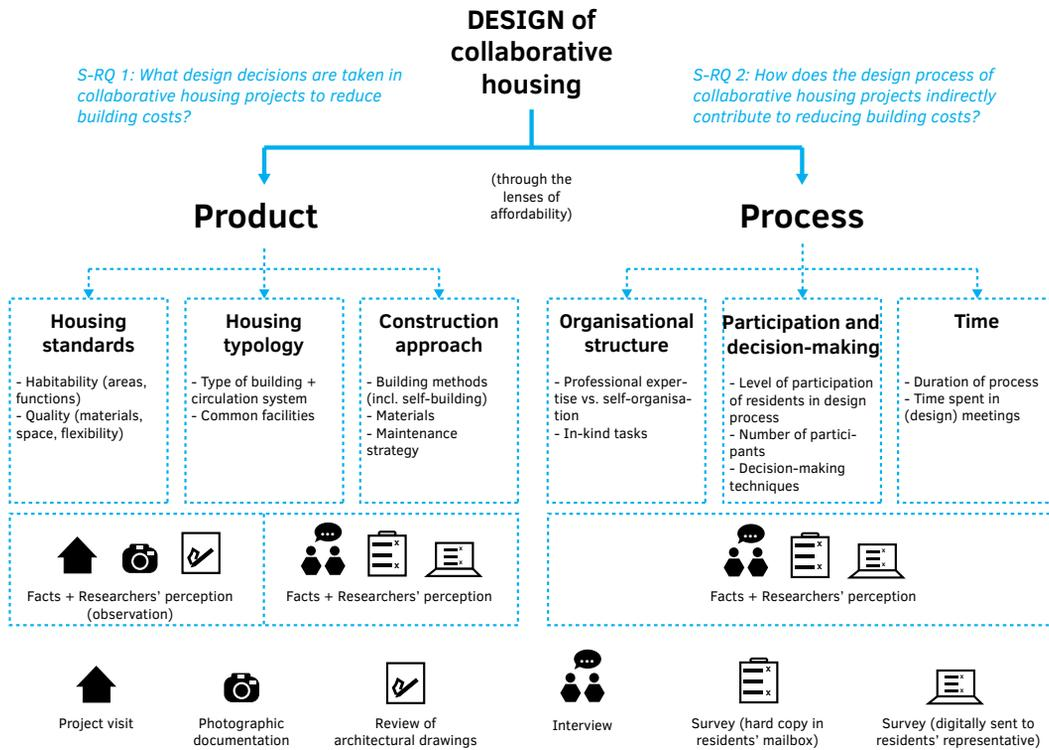 DESIGN of
collaborative
housing
S-RQ 1: What design decisions are taken in
collaborative housing projects to reduce
building costs?
S-RQ 2: How does the design process of
collaborative housing projects indirectly
contribute to reducing building costs?
(through the
lenses of
affordability)
Product
Process
Housing
standards
- Habitability (areas,
functions)
- Quality (materials,
space, flexibility)
Housing
typology
- Type of building +
circulation system
- Common facilities
Construction
approach
- Building methods
(incl. self-building)
- Materials
- Maintenance
strategy
Organisational
structure
- Professional exper-
tise vs. self-organisa-
tion
- In-kind tasks
Participation and
decision-making
- Level of participation
of residents in design
process
- Number of partici-
pants
- Decision-making
techniques
Time
- Duration of process
- Time spent in
(design) meetings
Facts + Researchers' perception
(observation)
Facts + Researchers' perception
Facts + Researchers' perception
Project visit
Photographic
documentation
Review of
architectural drawings
Interview
Survey (hard copy in
residents' mailbox)
Survey (digitally sent to
residents' representative)